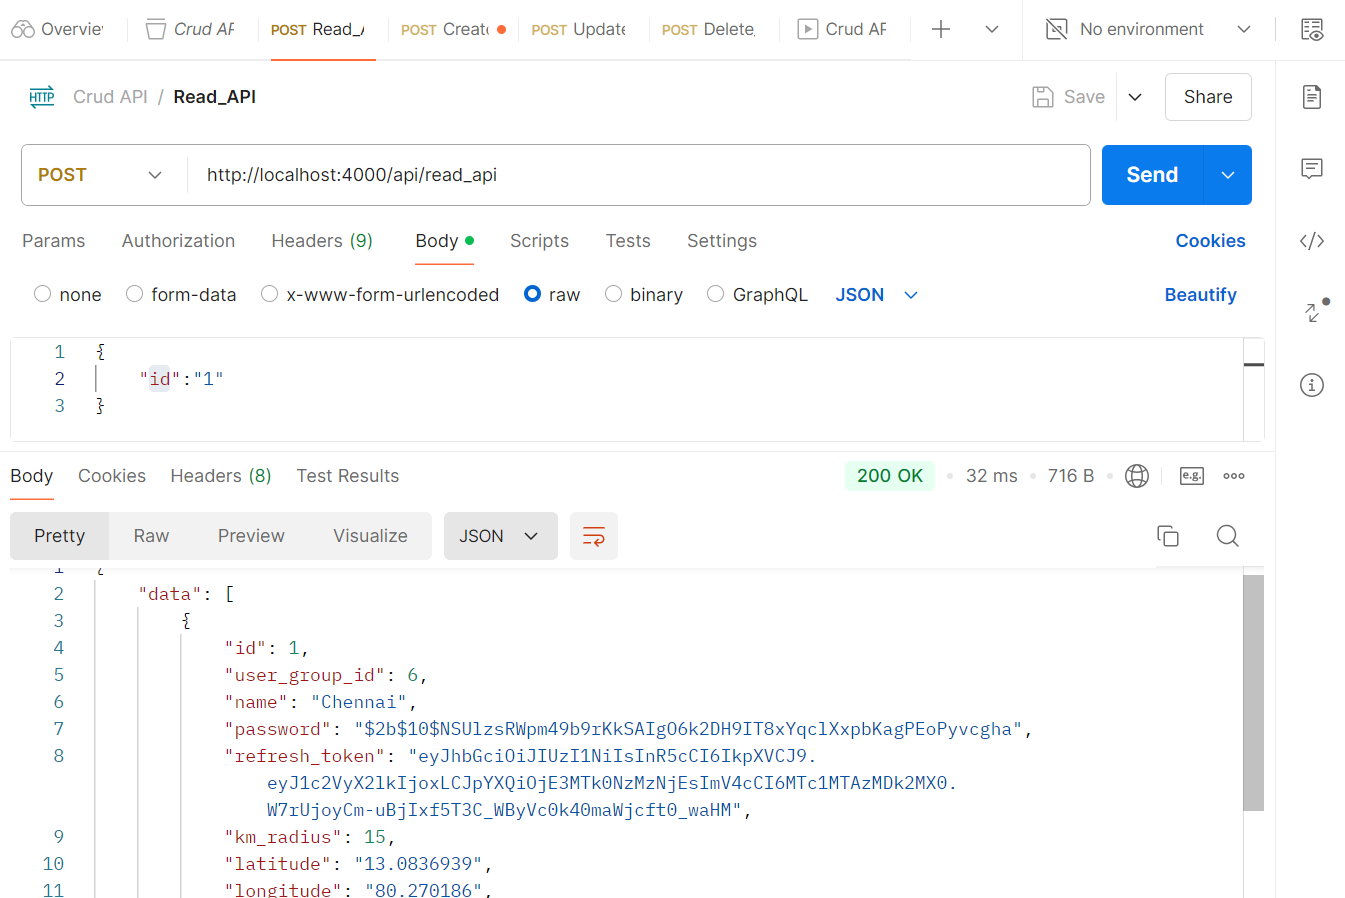 Overvie
Crud AP
POST Read_A
POST Create
POST Update
POST Delete_
Crud AP
No environment
HTTP Crud API / Read_API
Save
Share
POST
http://localhost:4000/api/read_api
Send
Params Authorization Headers (9) Body Scripts Tests Settings Cookies
none form-data x-www-form-urlencoded raw binary GraphQL JSON Beautify
1 {
2 "id":"1"
3 }
Body Cookies Headers (8) Test Results 200 OK 32 ms 716 B e.g.
Pretty Raw Preview Visualize JSON
1 {
2 "data": [
3 {
4 "id": 1,
5 "user_group_id": 6,
6 "name": "Chennai",
7 "password": "$2b$10$NSUlzsRWpm49b9rKkSAIgO6k2DH9IT8xYqclXxpbKagPEoPyvcgha",
8 "refresh_token": "eyJhbGciOiJIUzI1NiIsInR5cCI6IkpXVCJ9.
eyJ1c2VyX2lkIjoxLCJpYXQiOjE3MTk0NzMzNjEsImV4cCI6MTc1MTAzMDk2MX0.
W7rUjoyCm-uBjIxf5T3C_WByVc0k40maWjcft0_waHM",
9 "km_radius": 15,
10 "latitude": "13.0836939",
11 "longitude": "80.270186",